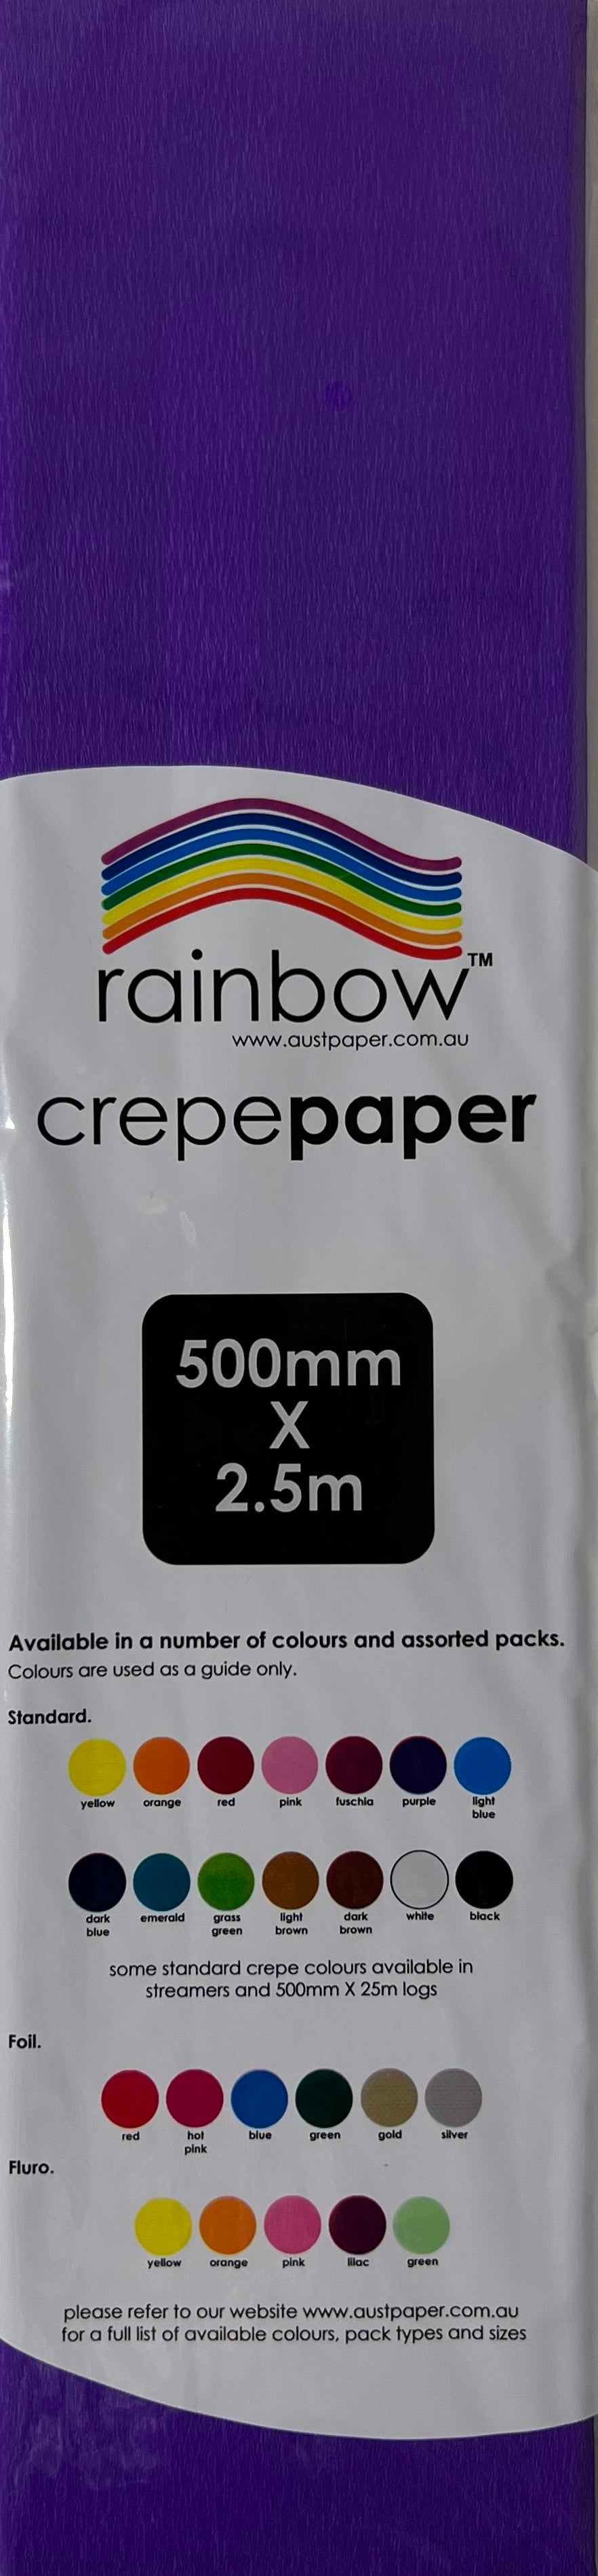 rainbow™
www.austpaper.com.au
crepepaper
500mm
X
2.5m
Available in a number of colours and assorted packs.
Colours are used as a guide only.
Standard.
yellow orange red pink fuschia purple light blue
dark blue emerald grass green light brown dark brown white black
some standard crepe colours available in
streamers and 500mm X 25m logs
Foil.
red hot pink blue green gold silver
Fluro.
yellow orange pink lilac green
please refer to our website www.austpaper.com.au
for a full list of available colours, pack types and sizes